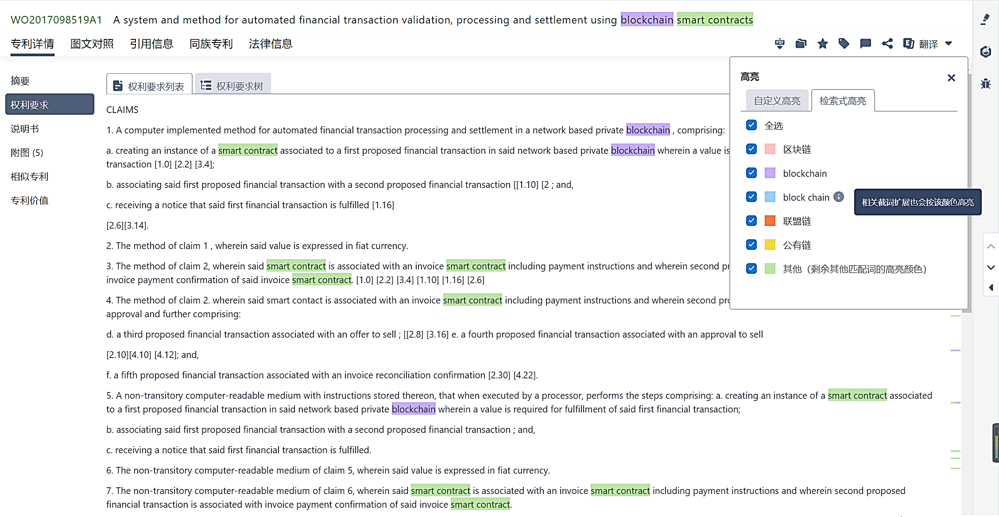 WO2017098519A1 A system and method for automated financial transaction validation, processing and settlement using blockchain smart contracts
专利详情 图文对照 引用信息 同族专利 法律信息
PDF 翻译
摘要
权利要求
说明书
附图 (5)
相似专利
专利价值
权利要求列表 权利要求树
CLAIMS
1. A computer implemented method for automated financial transaction processing and settlement in a network based private blockchain , comprising:
a. creating an instance of a smart contract associated to a first proposed financial transaction in said network based private blockchain wherein a value is
transaction [1.0] [2.2] [3.4];
b. associating said first proposed financial transaction with a second proposed financial transaction [[1.10] [2 ; and,
c. receiving a notice that said first financial transaction is fulfilled [1.16]
[2.6][3.14].
2. The method of claim 1 , wherein said value is expressed in fiat currency.
3. The method of claim 2, wherein said smart contract is associated with an invoice smart contract including payment instructions and wherein second pr
invoice payment confirmation of said invoice smart contract. [1.0] [2.2] [3.4] [1.10] [1.16] [2.6]
4. The method of claim 2. wherein said smart contact is associated with an invoice smart contract including payment instructions and wherein second pro
approval and further comprising:
d. a third proposed financial transaction associated with an offer to sell ; [[2.8] [3.16] e. a fourth proposed financial transaction associated with an approval to sell
[2.10][4.10] [4.12]; and,
f. a fifth proposed financial transaction associated with an invoice reconciliation confirmation [2.30] [4.22].
5. A non-transitory computer-readable medium with instructions stored thereon, that when executed by a processor, performs the steps comprising: a. creating an instance of a smart contract associated
to a first proposed financial transaction in said network based private blockchain wherein a value is required for fulfillment of said first financial transaction;
b. associating said first proposed financial transaction with a second proposed financial transaction ; and,
c. receiving a notice that said first financial transaction is fulfilled.
6. The non-transitory computer-readable medium of claim 5, wherein said value is expressed in fiat currency.
7. The non-transitory computer-readable medium of claim 6, wherein said smart contract is associated with an invoice smart contract including payment instructions and wherein second proposed
financial transaction is associated with invoice payment confirmation of said invoice smart contract.
高亮
自定义高亮 检索式高亮
全选
区块链
blockchain
block chain
相关截词扩展也会按该颜色高亮
联盟链
公有链
其他（剩余其他匹配词的高亮颜色）